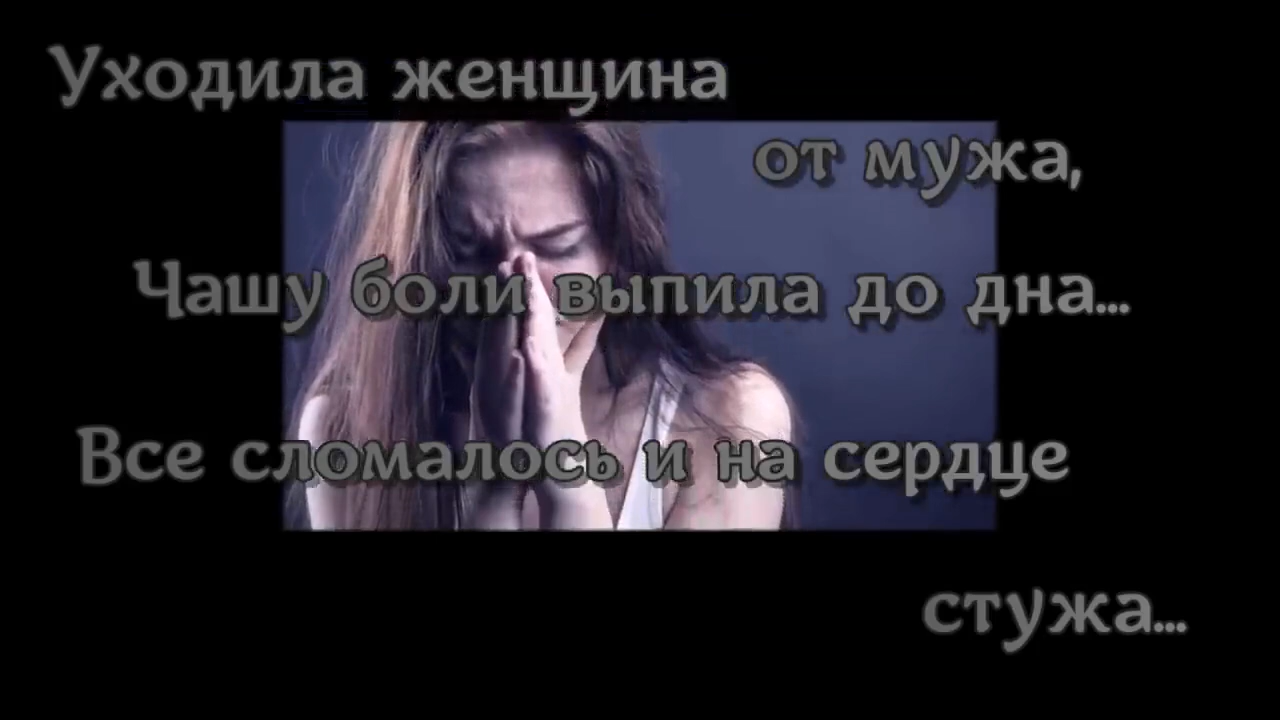 Уходила женщина
от мужа,
Чашу боли выпила до дна...
Все сломалось и на сердце
стужа...